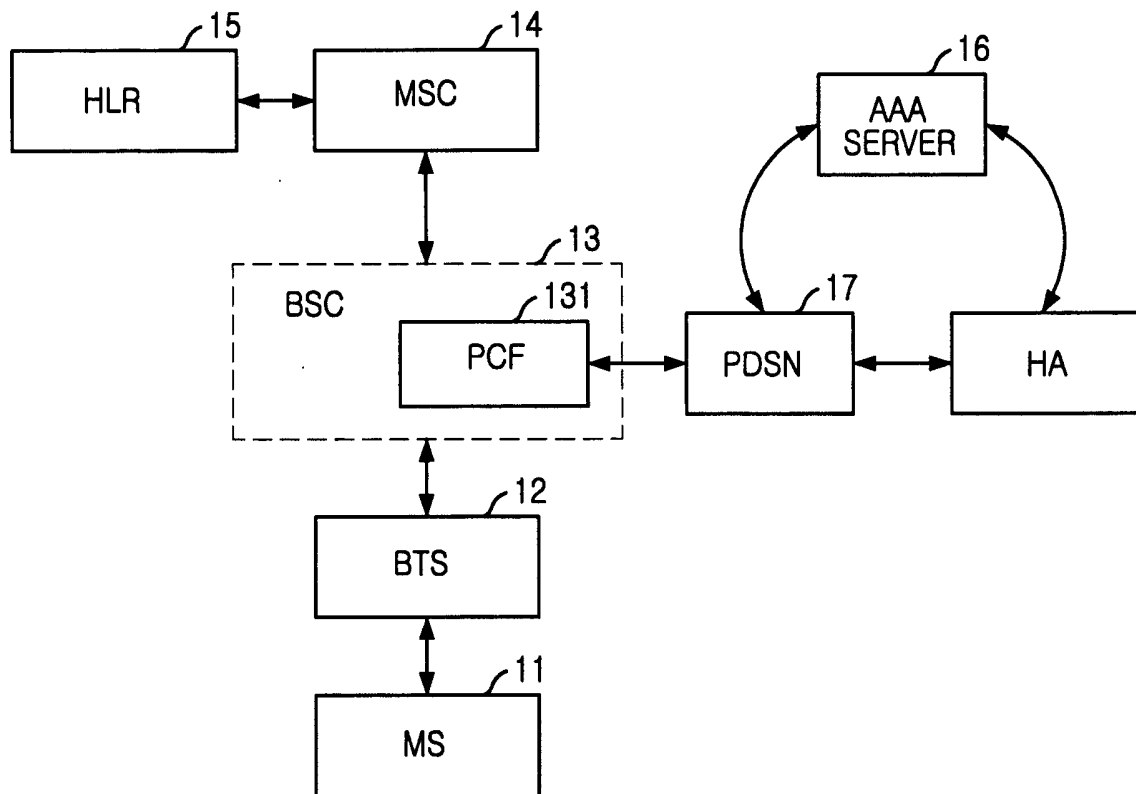 15
HLR
14
MSC
16
AAA
SERVER
13
BSC
131
PCF
17
PDSN
HA
12
BTS
11
MS